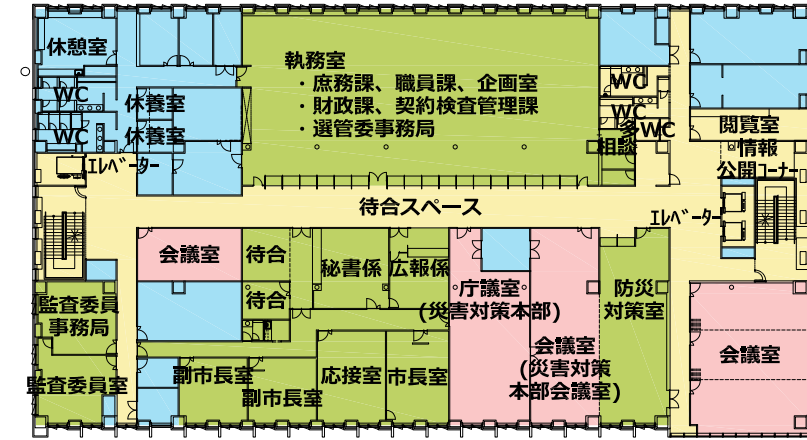 休憩室
執務室
・庶務課、職員課、企画室
・財政課、契約検査管理課
・選管委事務局
WC
WC
休養室
休養室
WC
WC
多WC
相談
閲覧室
情報
公開コーナー
エレベーター
待合スペース
エレベーター
会議室
待合
待合
秘書係
広報係
庁議室
(災害対策本部)
防災
対策室
監査委員
事務局
監査委員室
副市長室
副市長室
応接室
市長室
会議室
(災害対策
本部会議室)
会議室